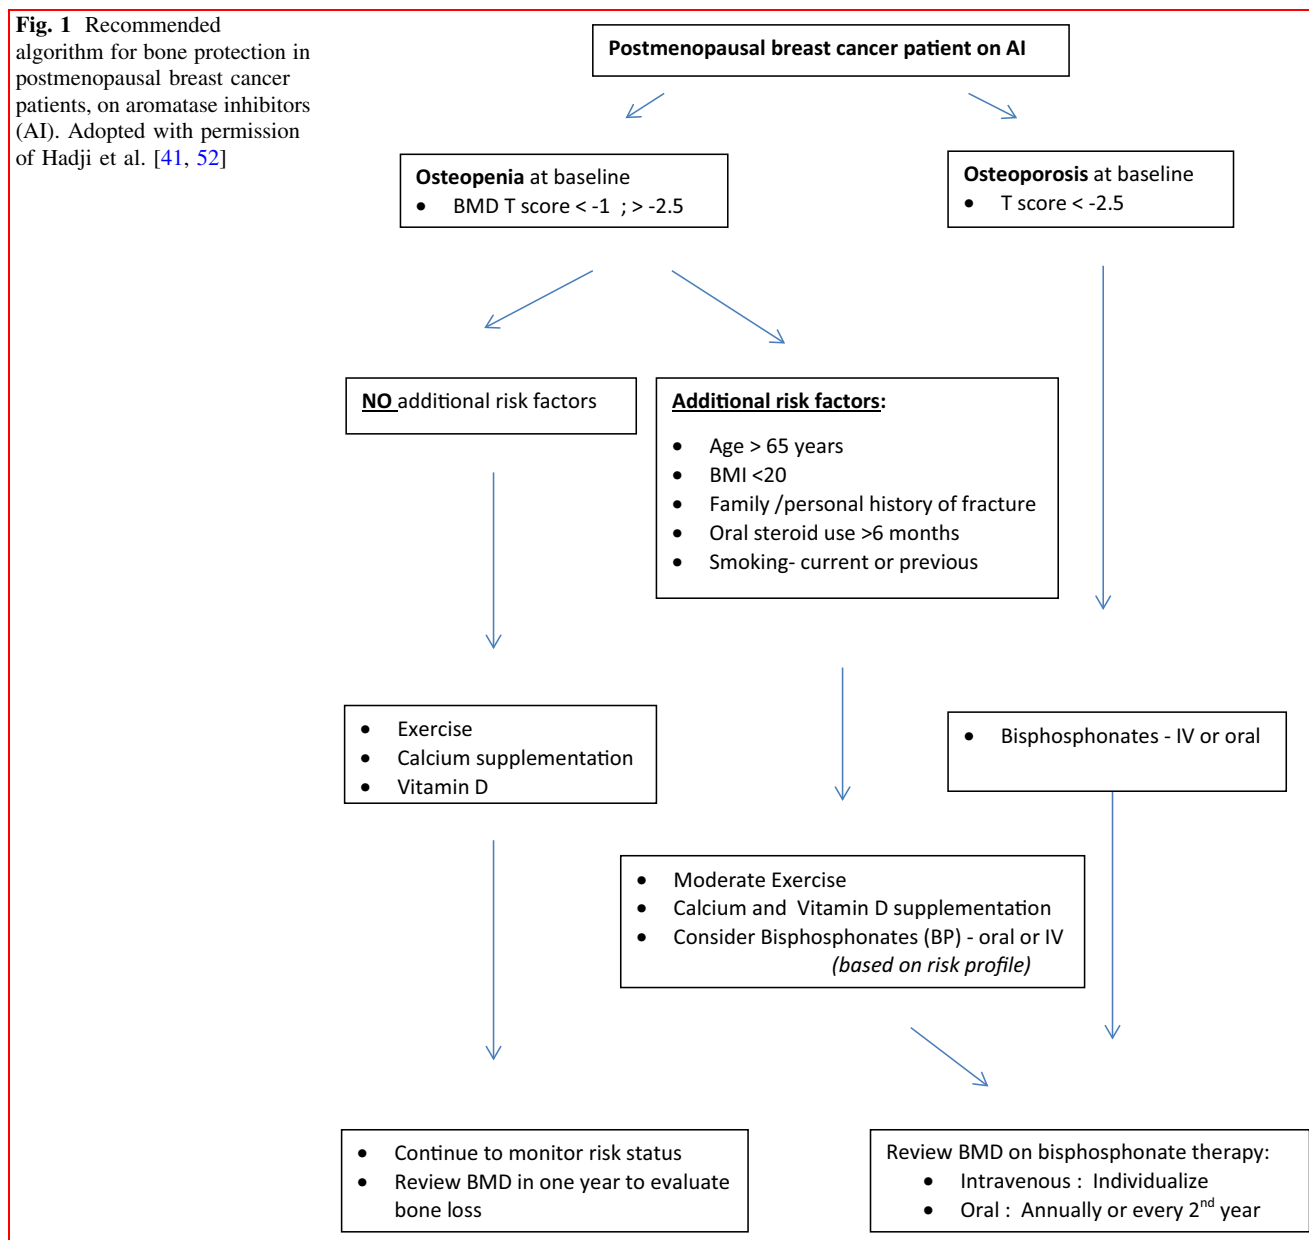 Fig. 1 Recommended
algorithm for bone protection in
postmenopausal breast cancer
patients, on aromatase inhibitors
(AI). Adopted with permission
of Hadji et al. [41, 52]
Postmenopausal breast cancer patient on AI
Osteopenia at baseline
• BMD T score < -1 ; > -2.5
Osteoporosis at baseline
• T score < -2.5
NO additional risk factors
Additional risk factors:
• Age > 65 years
• BMI <20
• Family /personal history of fracture
• Oral steroid use >6 months
• Smoking- current or previous
• Exercise
• Calcium supplementation
• Vitamin D
• Bisphosphonates - IV or oral
• Moderate Exercise
• Calcium and Vitamin D supplementation
• Consider Bisphosphonates (BP) - oral or IV
(based on risk profile)
• Continue to monitor risk status
• Review BMD in one year to evaluate
bone loss
Review BMD on bisphosphonate therapy:
• Intravenous : Individualize
• Oral : Annually or every 2nd year